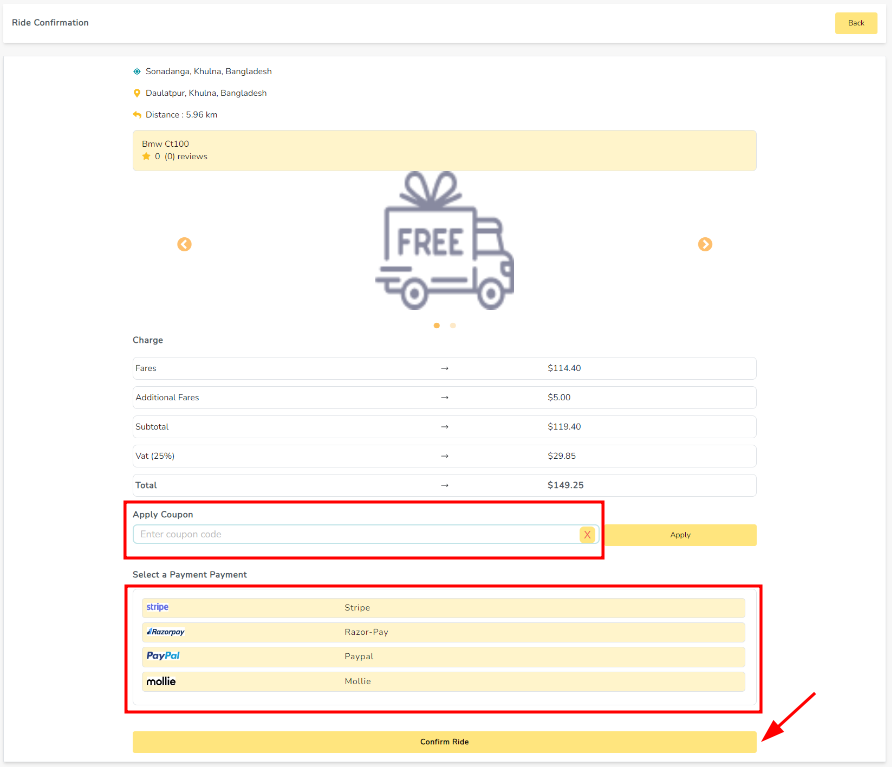 Ride Confirmation
Back
Sonadanga, Khulna, Bangladesh
Daulatpur, Khulna, Bangladesh
Distance : 5.96 km
Bmw Ct100
0 (0) reviews
FREE
Charge
Fares → $114.40
Additional Fares → $5.00
Subtotal → $119.40
Vat (25%) → $29.85
Total → $149.25
Apply Coupon
Enter coupon code X Apply
Select a Payment Payment
stripe Stripe
Razorpay Razor-Pay
PayPal Paypal
mollie Mollie
Confirm Ride